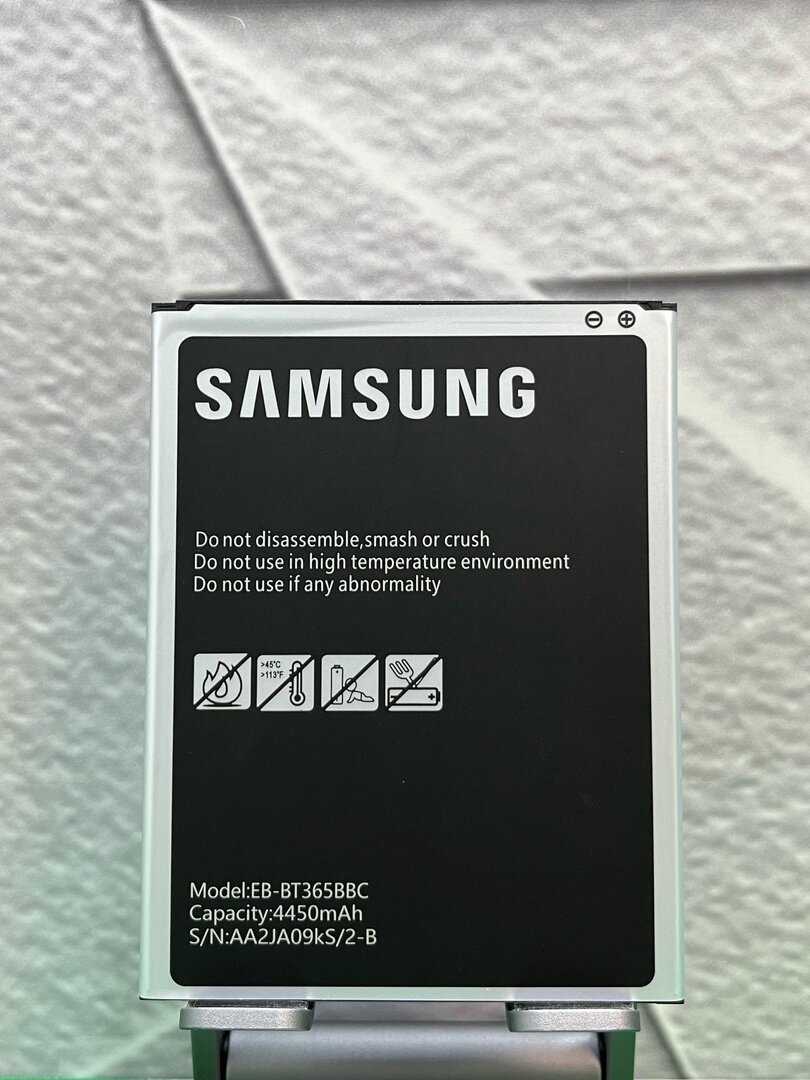 SAMSUNG
Do not disassemble,smash or crush
Do not use in high temperature environment
Do not use if any abnormality
>45°C
>113°F
Model:EB-BT365BBC
Capacity:4450mAh
S/N:AA2JA09kS/2-B